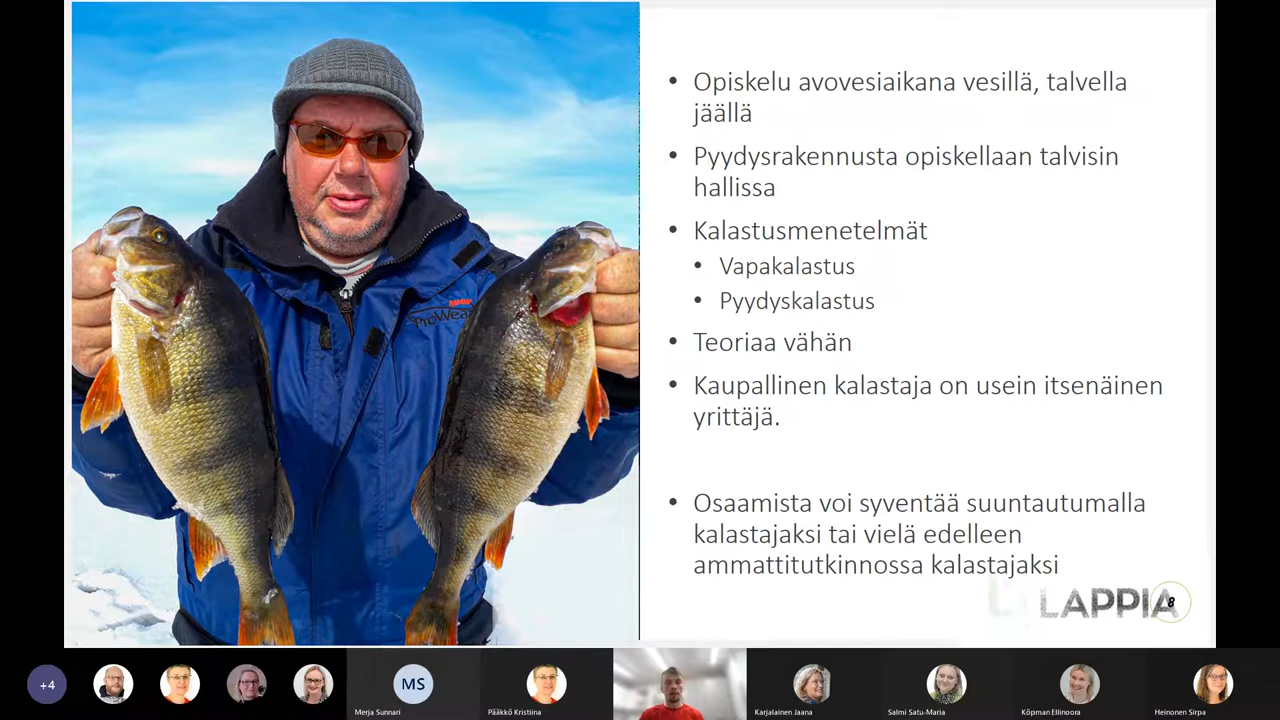 • Opiskelu avovesiaikana vesillä, talvella
jäällä
• Pyydysrakennusta opiskellaan talvisin
hallissa
• Kalastusmenetelmät
• Vapakalastus
• Pyydyskalastus
• Teoriaa vähän
• Kaupallinen kalastaja on usein itsenäinen
yrittäjä.
• Osaamista voi syventää suuntautumalla
kalastajaksi tai vielä edelleen
ammattitutkinnossa kalastajaksi
LAPPIA
8
ProWear
+4
MS
Merja Sunnari
Pääkkö Kristiina
Karjalainen Jaana
Salmi Satu-Maria
Köpman Ellinoora
Heinonen Sirpa